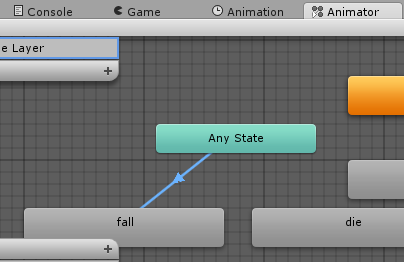 Console Game Animation Animator
e Layer
Any State
fall die